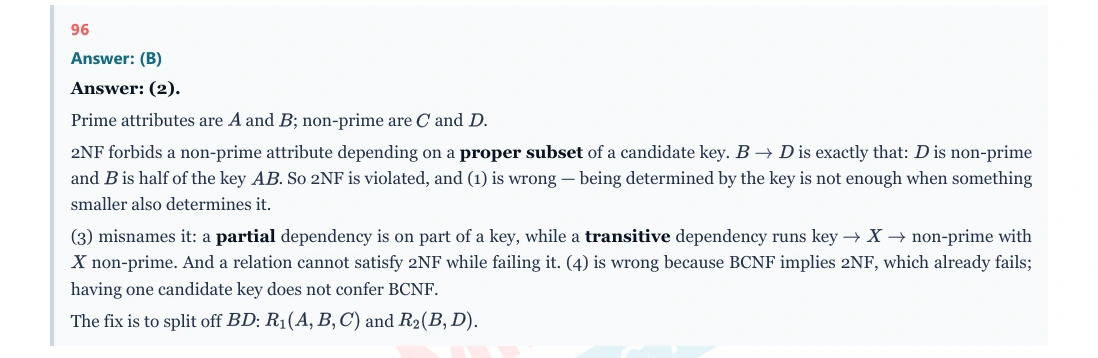 96
Answer: (B)
Answer: (2).
Prime attributes are A and B; non-prime are C and D.
2NF forbids a non-prime attribute depending on a proper subset of a candidate key. B → D is exactly that: D is non-prime
and B is half of the key AB. So 2NF is violated, and (1) is wrong — being determined by the key is not enough when something
smaller also determines it.
(3) misnames it: a partial dependency is on part of a key, while a transitive dependency runs key → X → non-prime with
X non-prime. And a relation cannot satisfy 2NF while failing it. (4) is wrong because BCNF implies 2NF, which already fails;
having one candidate key does not confer BCNF.
The fix is to split off BD: R₁(A, B, C) and R₂(B, D).